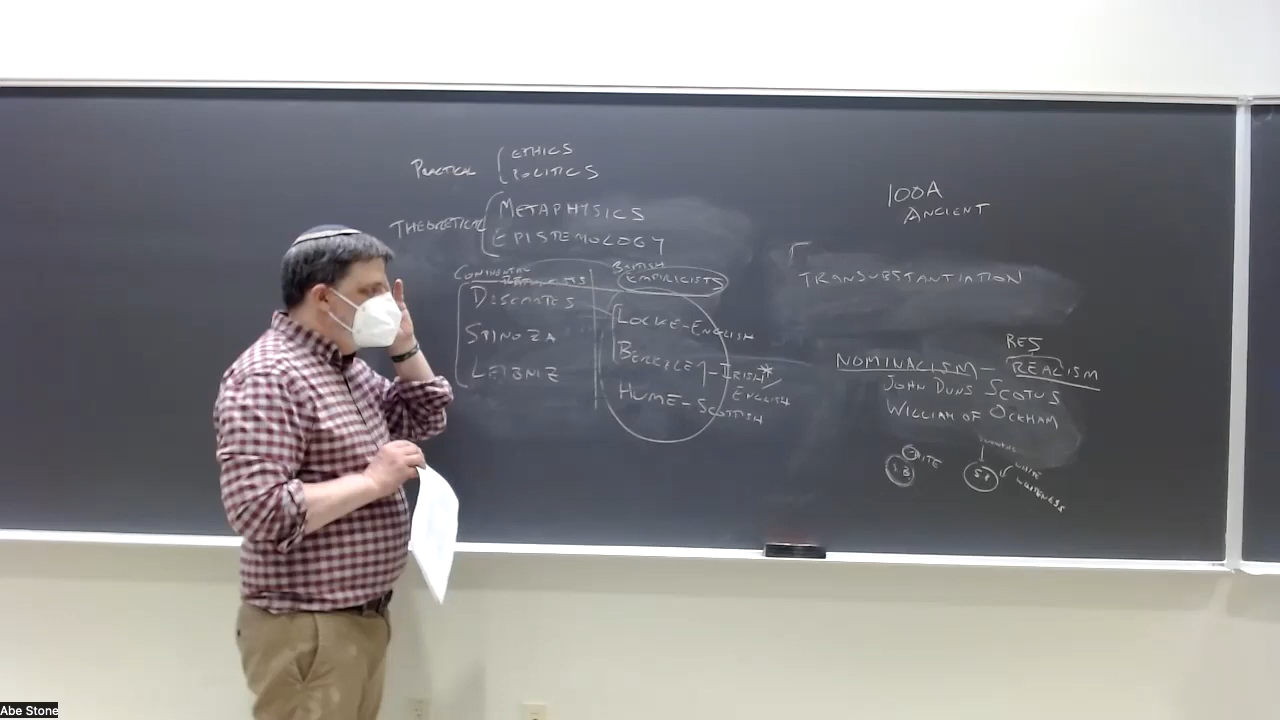 PRACTICAL
ETHICS
POLITICS
THEORETICAL
METAPHYSICS
EPISTEMOLOGY
CONTINENTAL
BRITISH
EMPIRICISTS
DESCARTES
SPINOZA
LEIBNIZ
LOCKE - ENGLISH
BERKELEY - IRISH*
ENGLISH
HUME - SCOTTISH
100A
ANCIENT
TRANSUBSTANTIATION
RES
NOMINALISM - REALISM
JOHN DUNS SCOTUS
WILLIAM OF OCKHAM
WHITE
WHITENESS
Abe Stone